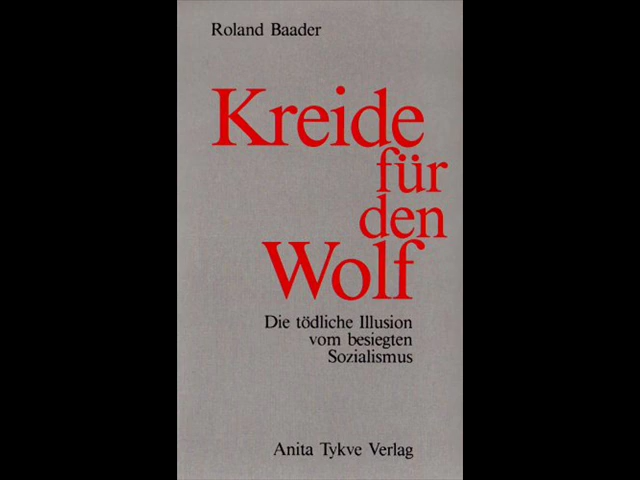 Roland Baader
Kreide
für
den
Wolf
Die tödliche Illusion
vom besiegten
Sozialismus
Anita Tykve Verlag